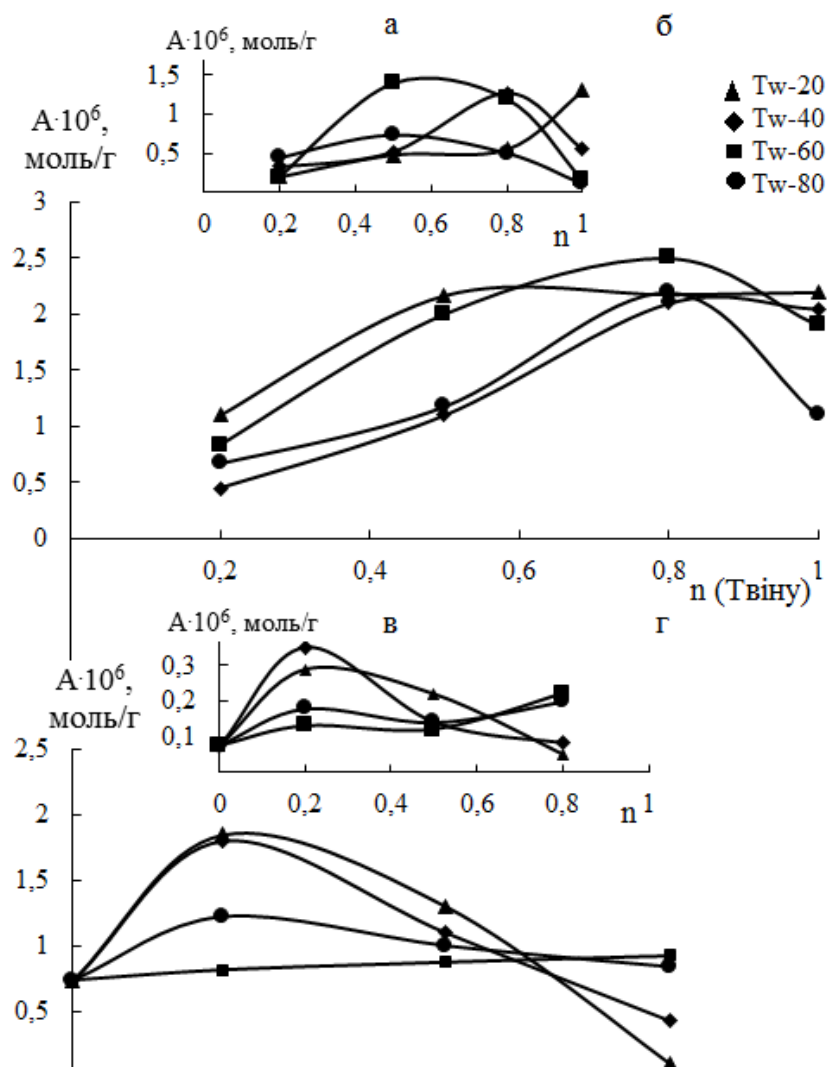 а
б
А·10⁶, моль/г
1,5
1
0,5
0
0,2
0,4
0,6
0,8
n
1
Tw-20
Tw-40
Tw-60
Tw-80
А·10⁶,
моль/г
3
2,5
2
1,5
1
0,5
0
0,2
0,4
0,6
0,8
1
n (Твіну)
в
г
А·10⁶, моль/г
0,3
0,2
0,1
0
0,2
0,4
0,6
0,8
n
1
А·10⁶,
моль/г
2,5
2
1,5
1
0,5